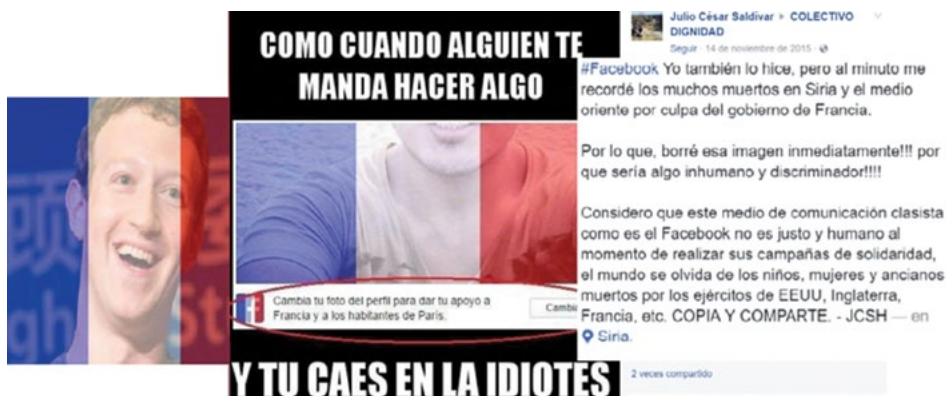 COMO CUANDO ALGUIEN TE
MANDA HACER ALGO
Cambia tu foto del perfil para dar tu apoyo a
Francia y a los habitantes de París.
Cambi
Y TU CAES EN LA IDIOTES
Julio César Saldivar ▸ COLECTIVO
DIGNIDAD
Seguir · 14 de noviembre de 2015 ·
#Facebook Yo también lo hice, pero al minuto me
recordé los muchos muertos en Siria y el medio
oriente por culpa del gobierno de Francia.
Por lo que, borré esa imagen inmediatamente!!! por
que sería algo inhumano y discriminador!!!!
Considero que este medio de comunicación clasista
como es el Facebook no es justo y humano al
momento de realizar sus campañas de solidaridad,
el mundo se olvida de los niños, mujeres y ancianos
muertos por los ejércitos de EEUU, Inglaterra,
Francia, etc. COPIA Y COMPARTE. - JCSH — en
Siria.
2 veces compartido